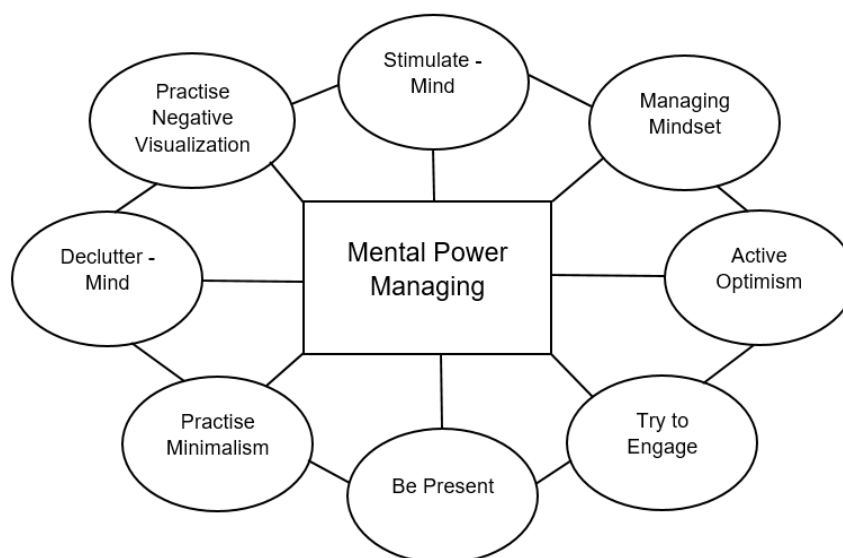 Stimulate -
Mind
Practise
Negative
Visualization
Managing
Mindset
Declutter -
Mind
Mental Power
Managing
Active
Optimism
Practise
Minimalism
Try to
Engage
Be Present